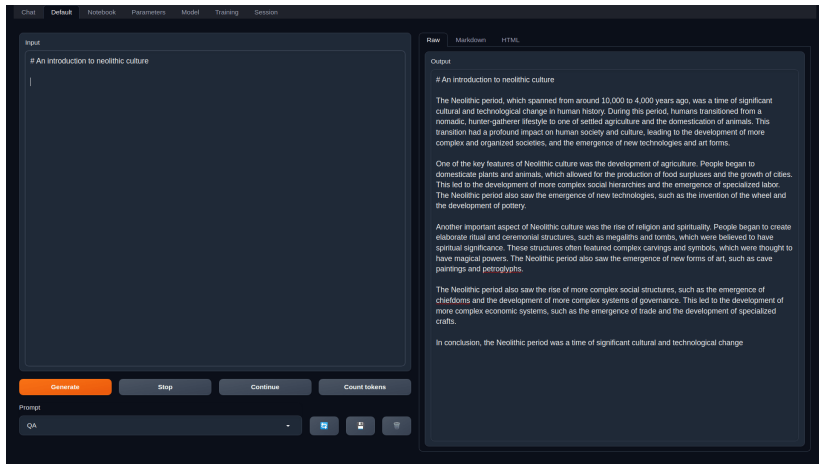 Chat Default Notebook Parameters Model Training Session
Input
# An introduction to neolithic culture
Generate Stop Continue Count tokens
Prompt
QA
Raw Markdown HTML
Output
# An introduction to neolithic culture
The Neolithic period, which spanned from around 10,000 to 4,000 years ago, was a time of significant
cultural and technological change in human history. During this period, humans transitioned from a
nomadic, hunter-gatherer lifestyle to one of settled agriculture and the domestication of animals. This
transition had a profound impact on human society and culture, leading to the development of more
complex and organized societies, and the emergence of new technologies and art forms.
One of the key features of Neolithic culture was the development of agriculture. People began to
domesticate plants and animals, which allowed for the production of food surpluses and the growth of cities.
This led to the development of more complex social hierarchies and the emergence of specialized labor.
The Neolithic period also saw the emergence of new technologies, such as the invention of the wheel and
the development of pottery.
Another important aspect of Neolithic culture was the rise of religion and spirituality. People began to create
elaborate ritual and ceremonial structures, such as megaliths and tombs, which were believed to have
spiritual significance. These structures often featured complex carvings and symbols, which were thought to
have magical powers. The Neolithic period also saw the emergence of new forms of art, such as cave
paintings and petroglyphs.
The Neolithic period also saw the rise of more complex social structures, such as the emergence of
chiefdoms and the development of more complex systems of governance. This led to the development of
more complex economic systems, such as the emergence of trade and the development of specialized
crafts.
In conclusion, the Neolithic period was a time of significant cultural and technological change